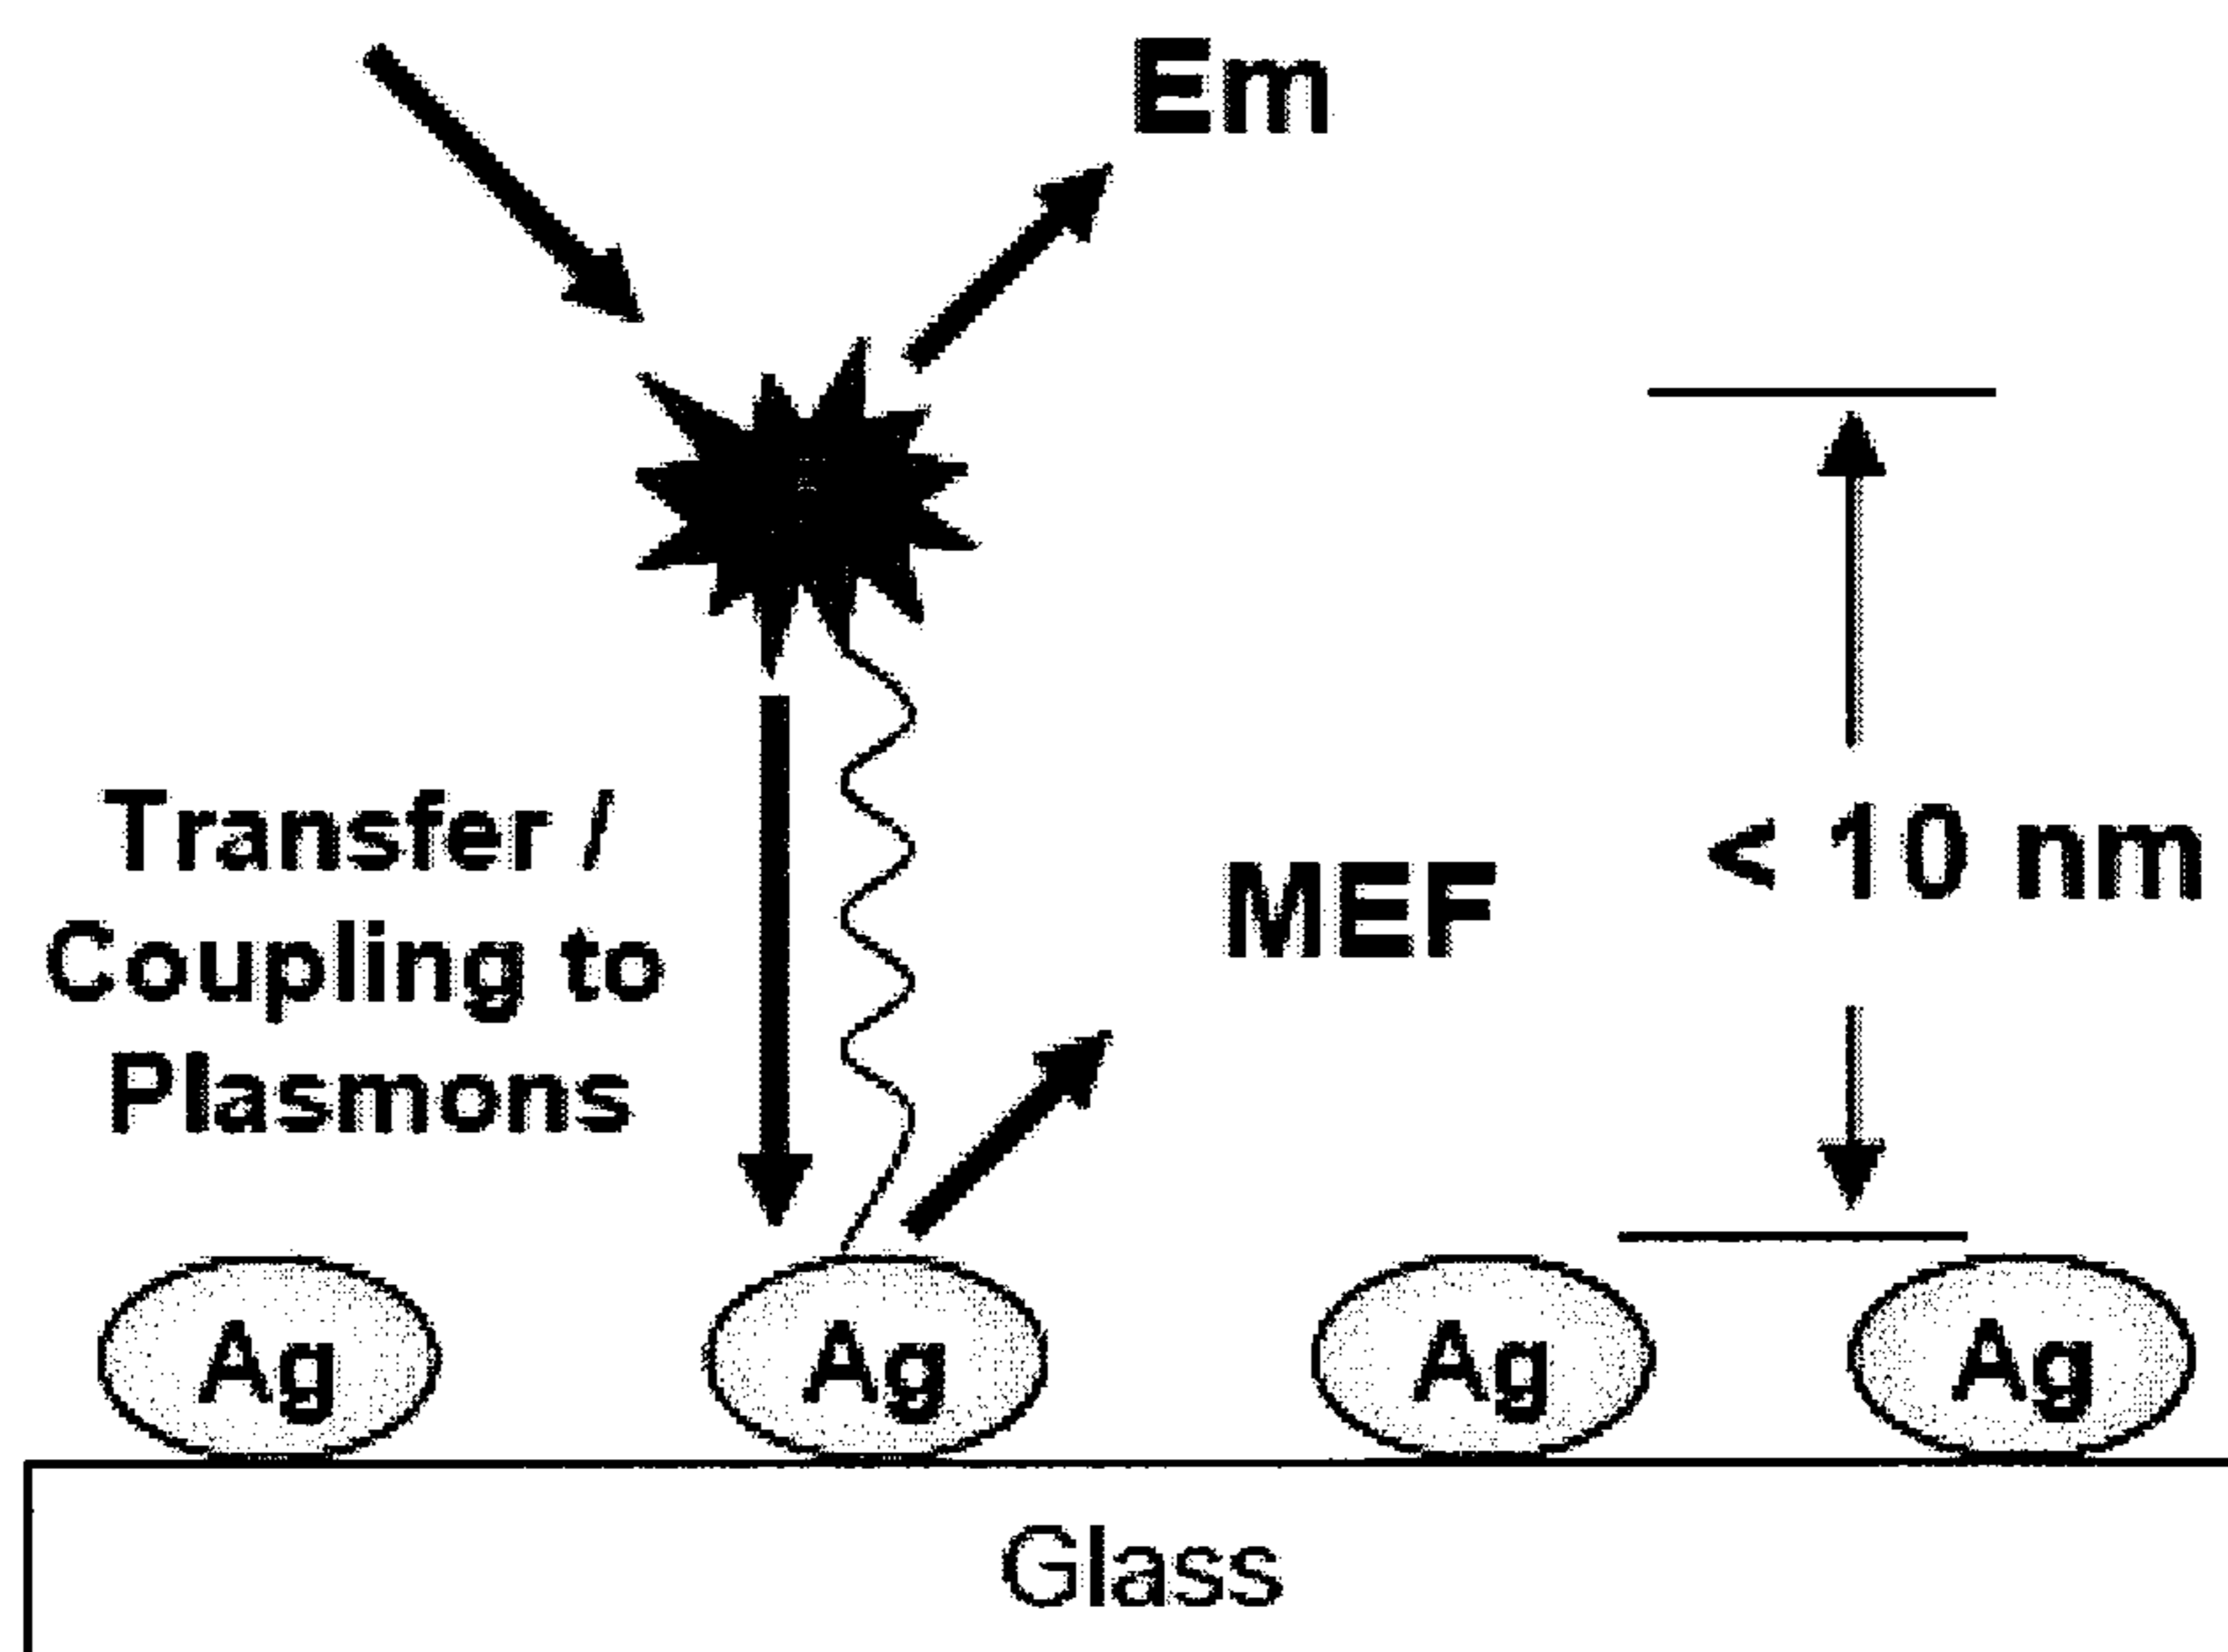 Em
Transfer /
Coupling to
Plasmons
MEF
< 10 nm
Ag
Ag
Ag
Ag
Glass